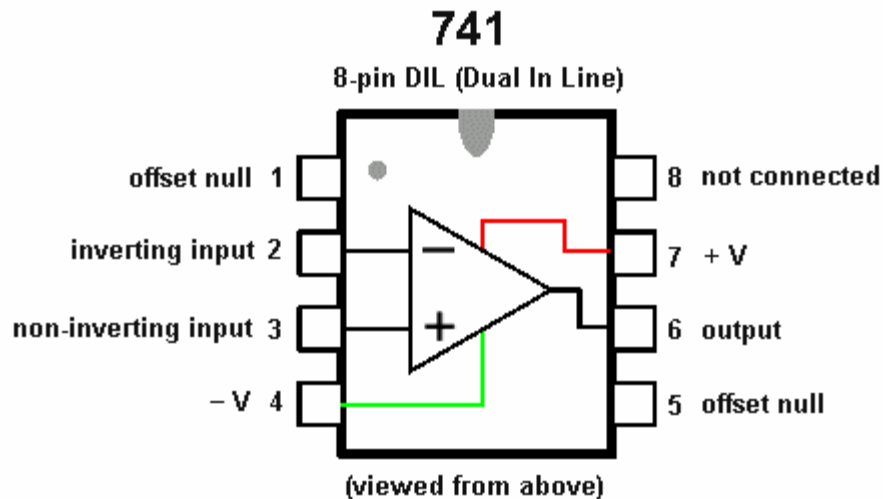 741
8-pin DIL (Dual In Line)
offset null 1
8 not connected
inverting input 2
7 + V
non-inverting input 3
6 output
− V 4
5 offset null
−
+
(viewed from above)